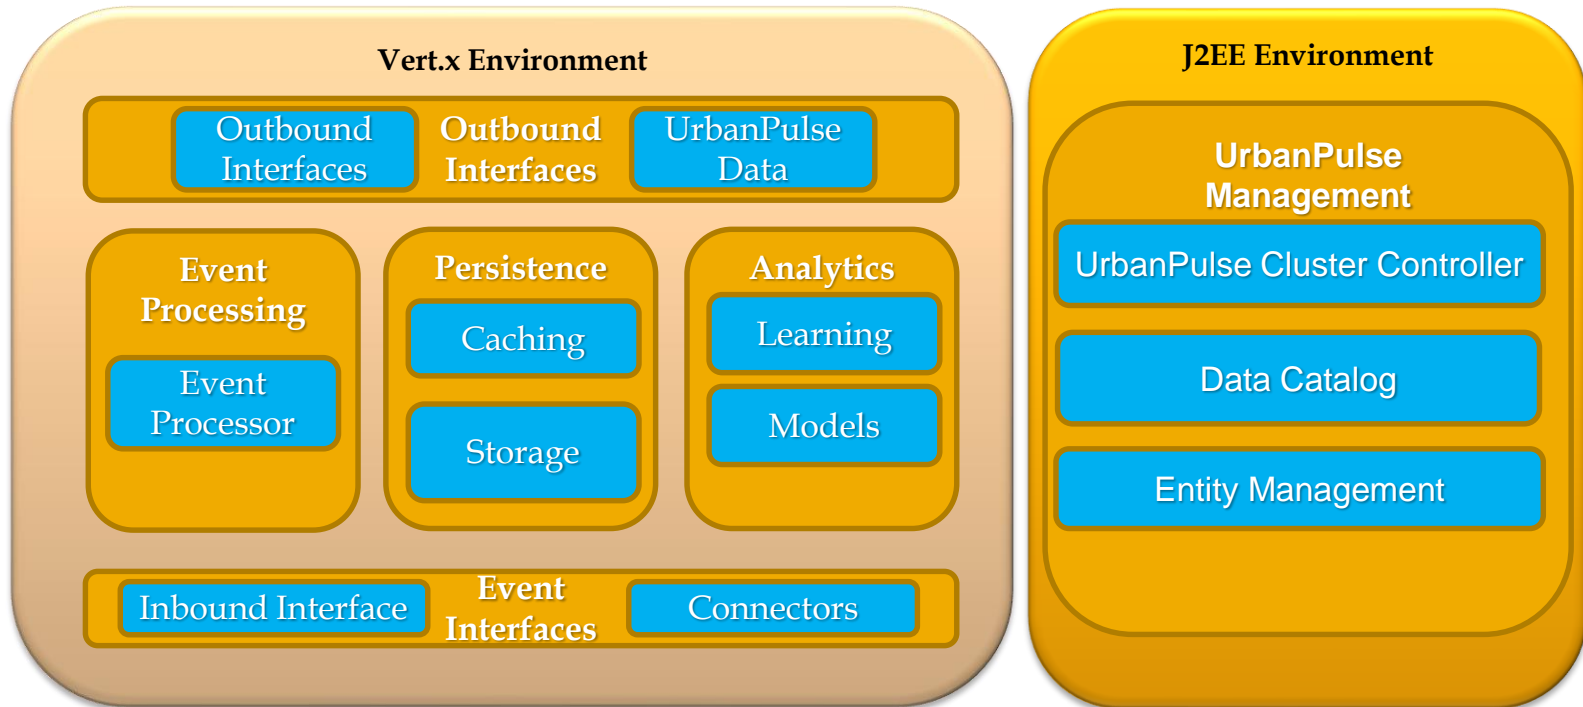 Vert.x Environment
Outbound
Interfaces
Outbound
Interfaces
UrbanPulse
Data
Event
Processing
Event
Processor
Persistence
Caching
Storage
Analytics
Learning
Models
Inbound Interface
Event
Interfaces
Connectors
J2EE Environment
UrbanPulse
Management
UrbanPulse Cluster Controller
Data Catalog
Entity Management